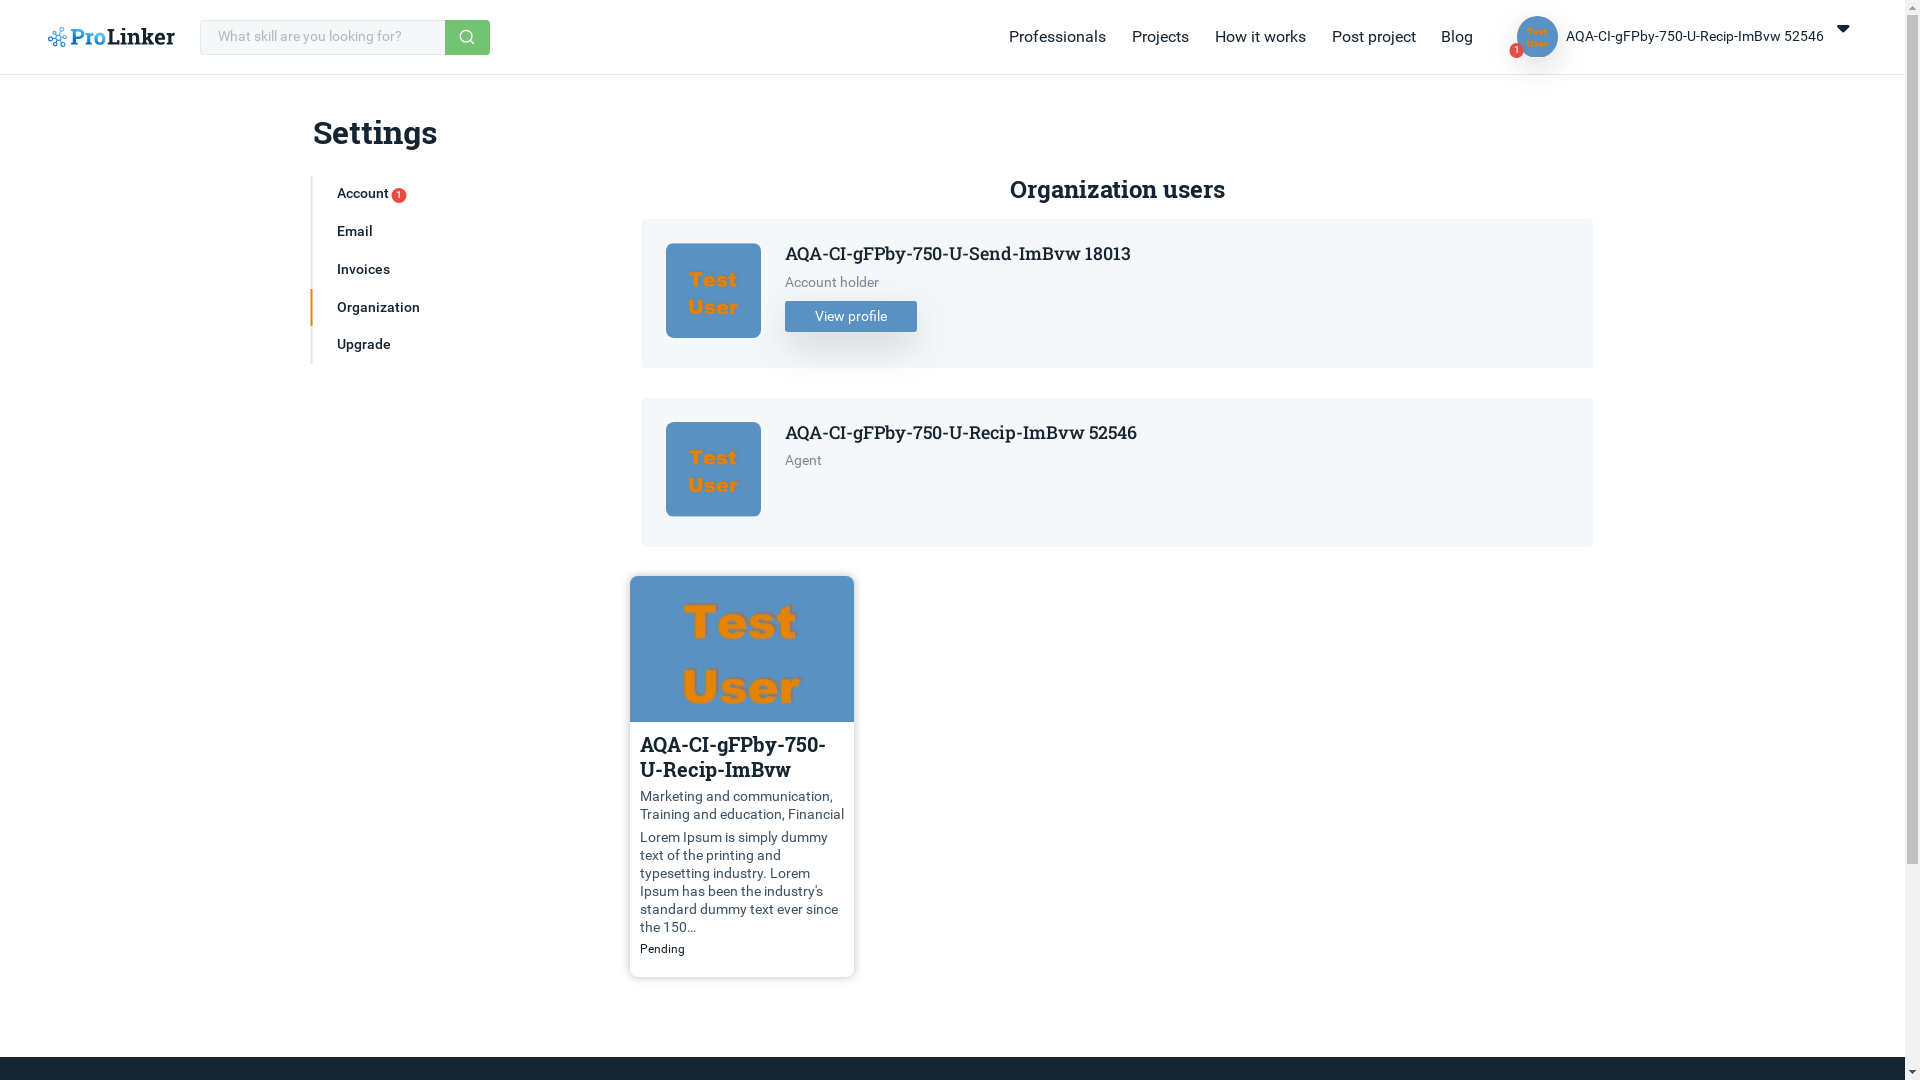 ProLinker
What skill are you looking for?
Professionals
Projects
How it works
Post project
Blog
Test
User
1
AQA-CI-gFPby-750-U-Recip-ImBvw 52546
Settings
Account 1
Email
Invoices
Organization
Upgrade
Organization users
Test
User
AQA-CI-gFPby-750-U-Send-ImBvw 18013
Account holder
View profile
Test
User
AQA-CI-gFPby-750-U-Recip-ImBvw 52546
Agent
Test
User
AQA-CI-gFPby-750-
U-Recip-ImBvw
Marketing and communication,
Training and education, Financial
Lorem Ipsum is simply dummy
text of the printing and
typesetting industry. Lorem
Ipsum has been the industry's
standard dummy text ever since
the 150...
Pending